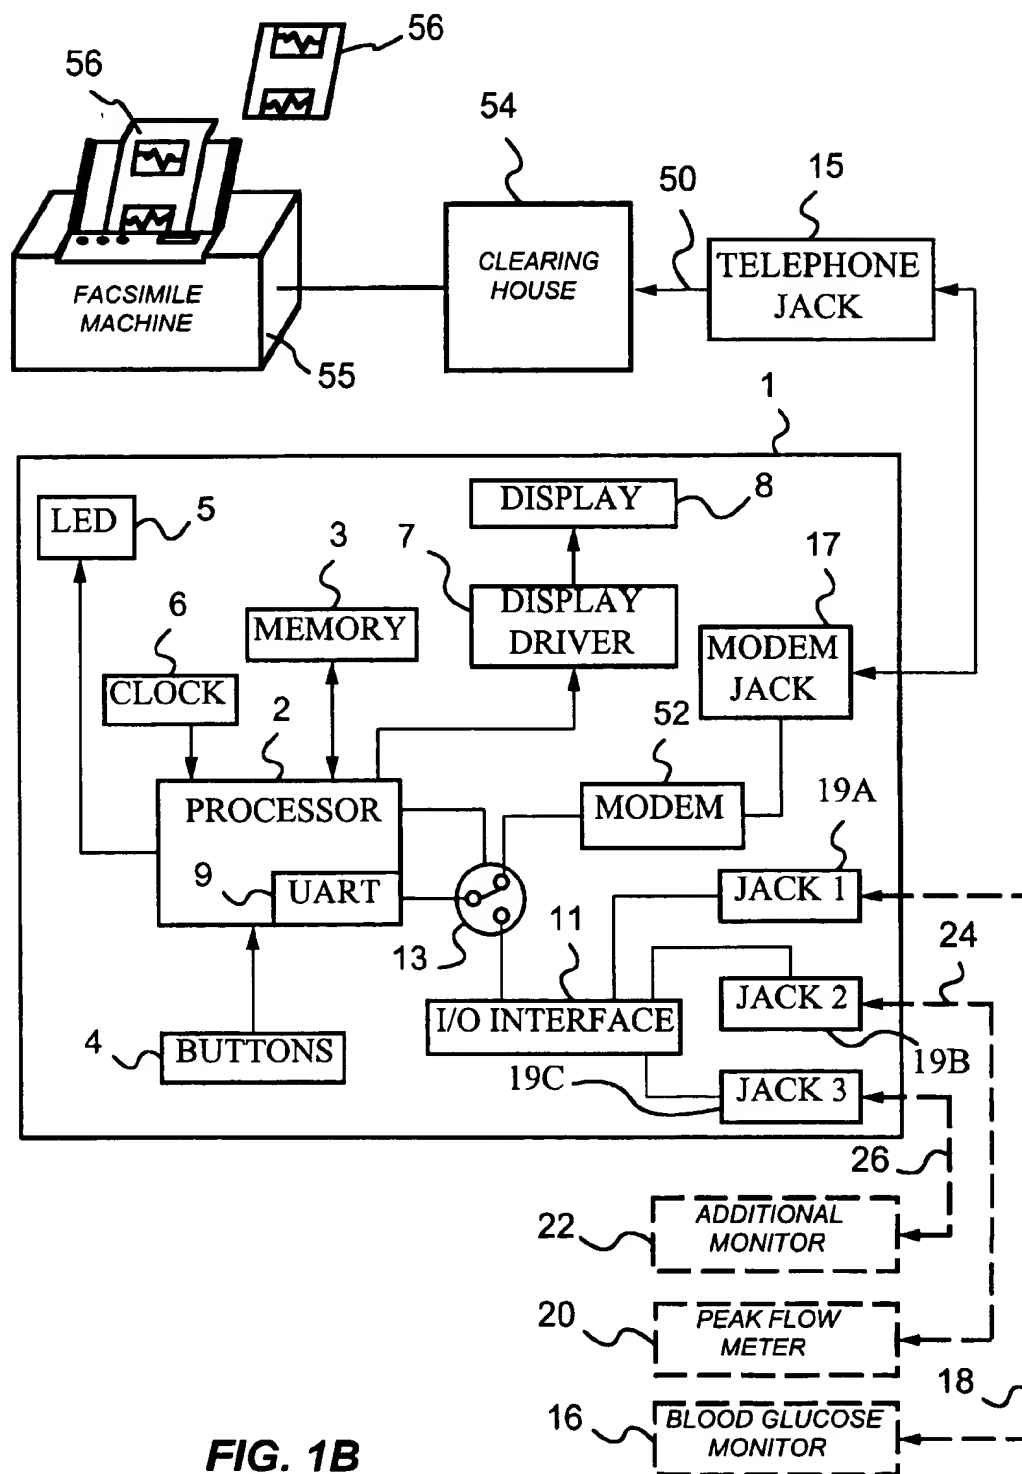 56
56
54
50
15
CLEARING
HOUSE
TELEPHONE
JACK
FACSIMILE
MACHINE
55
1
LED
5
DISPLAY
8
3
7
17
6
MEMORY
DISPLAY
DRIVER
MODEM
JACK
CLOCK
2
52
PROCESSOR
MODEM
19A
9
UART
JACK 1
13
11
24
JACK 2
I/O INTERFACE
4
BUTTONS
19B
19C
JACK 3
26
22
ADDITIONAL
MONITOR
20
PEAK FLOW
METER
18
16
BLOOD GLUCOSE
MONITOR
FIG. 1B